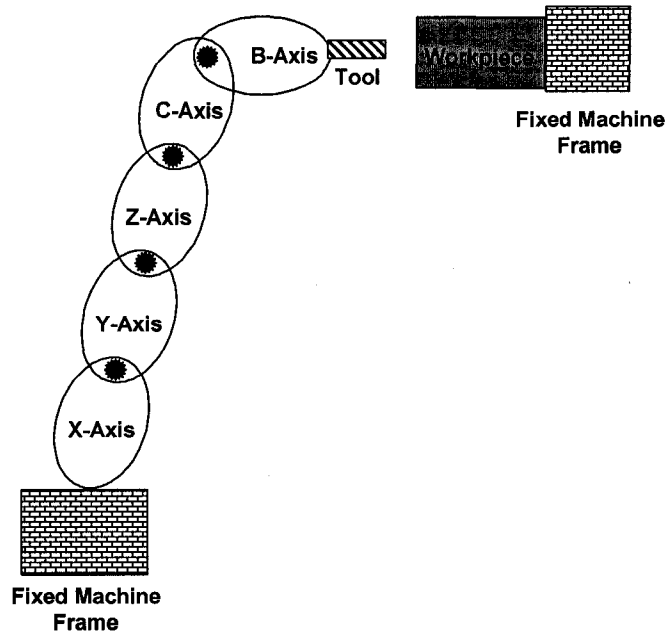 B-Axis
Tool
Workpiece
Fixed Machine
Frame
C-Axis
Z-Axis
Y-Axis
X-Axis
Fixed Machine
Frame